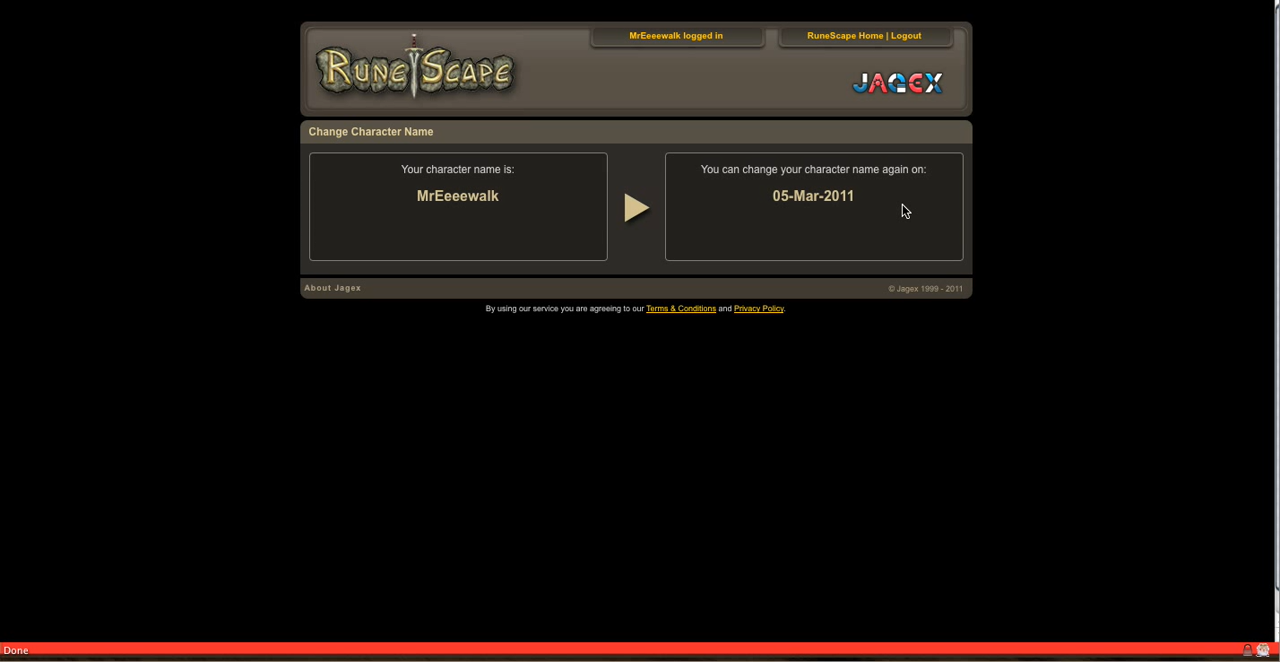 MrEeeewalk logged in
RuneScape Home | Logout
RUNESCAPE
JAGEX
Change Character Name
Your character name is:
MrEeeewalk
You can change your character name again on:
05-Mar-2011
About Jagex
© Jagex 1999 - 2011
By using our service you are agreeing to our Terms & Conditions and Privacy Policy.
Done